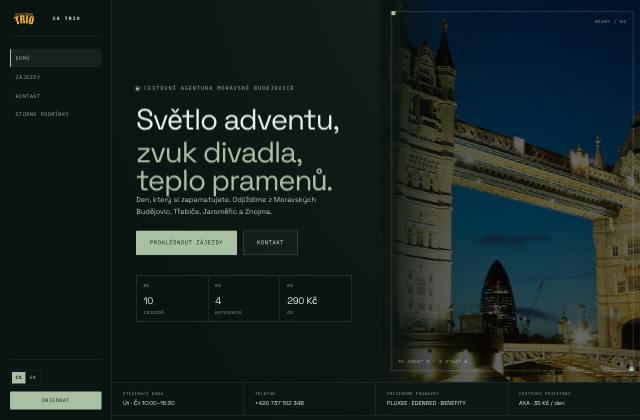 TRIO
CA TRIO
DOMŮ
ZÁJEZDY
KONTAKT
STORNO PODMÍNKY
CS EN
OBJEDNAT
CESTOVNÍ AGENTURA MORAVSKÉ BUDĚJOVICE
Světlo adventu,
zvuk divadla,
teplo pramenů.
Den, který si zapamatujete. Odjíždíme z Moravských
Budějovic, Třebíče, Jaroměřic a Znojma.
PROHLÉDNOUT ZÁJEZDY
KONTAKT
01
10
ZÁJEZDŮ
02
4
KATEGORIE
03
290 Kč
OD
OTEVÍRACÍ DOBA
Út - Čt 10:00–16:30
TELEFON
+420 737 102 348
PŘIJÍMÁME POUKÁZKY
PLUXEE · EDENRED · BENEFITY
CESTOVNÍ POJIŠTĚNÍ
AXA · 35 Kč / den